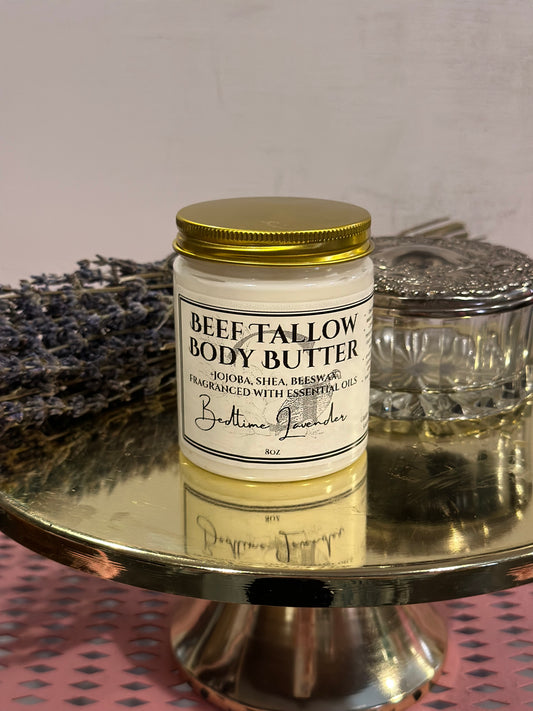 Beef Tallow
Body Butter
-Jojoba, Shea, Beeswax
Fragranced with Essential Oils
Bedtime Lavender
8oz